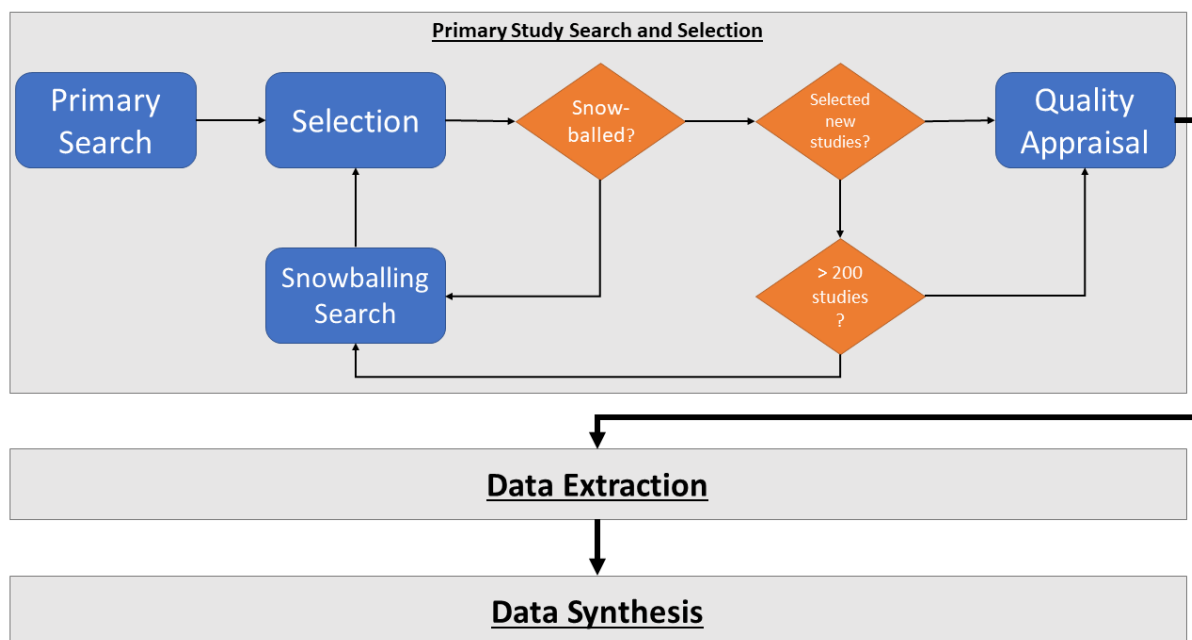 Primary Study Search and Selection
Primary
Search
Selection
Snow-
balled?
Selected
new
studies?
Quality
Appraisal
Snowballing
Search
> 200
studies
?
Data Extraction
Data Synthesis